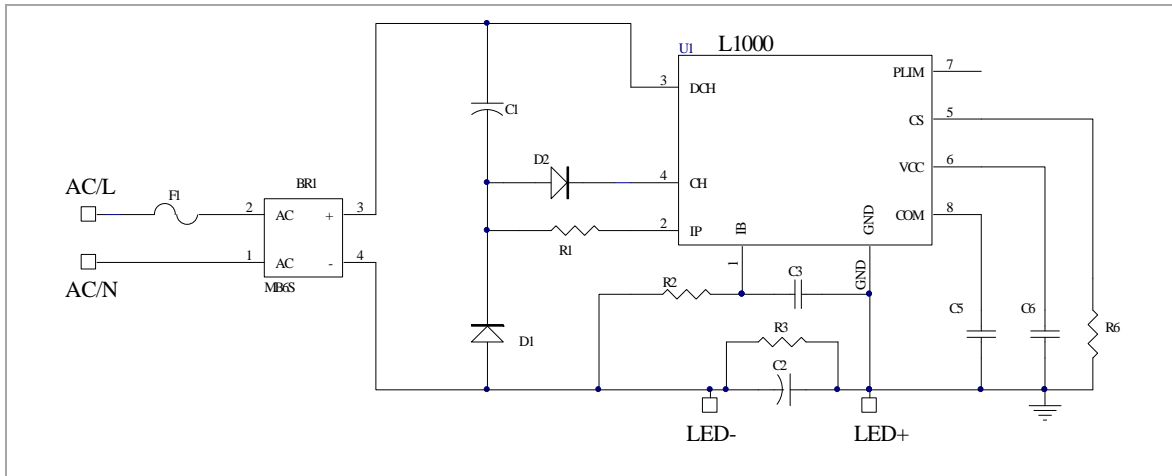 U1
L1000
PLIM
7
3
DCH
C1
CS
5
D2
VCC
6
4
CH
AC/L
F1
BR1
2
AC
+
3
COM
8
2
IP
R1
IB
GND
1
AC
-
4
AC/N
MB6S
1
GND
R2
C3
C5
C6
R6
D1
R3
C2
LED-
LED+